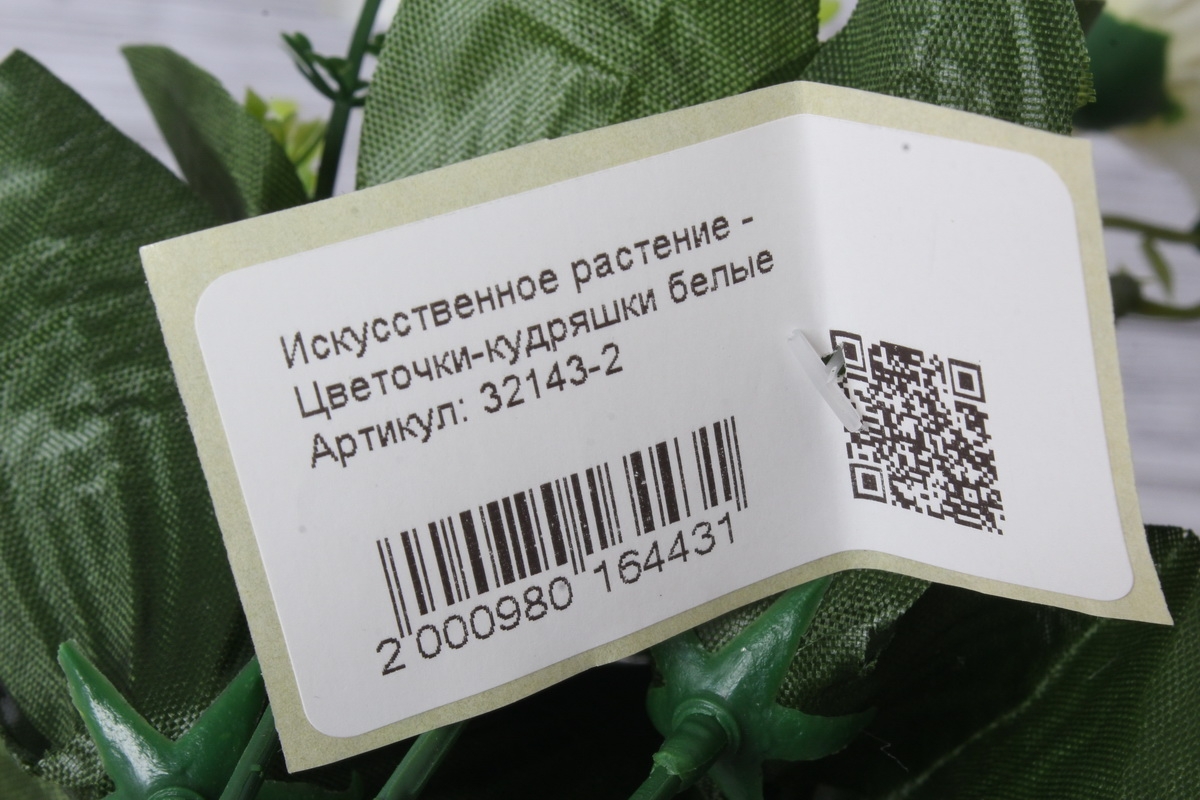 Искусственное растение -
Цветочки-кудряшки белые
Артикул: 32143-2
2 000980 164431